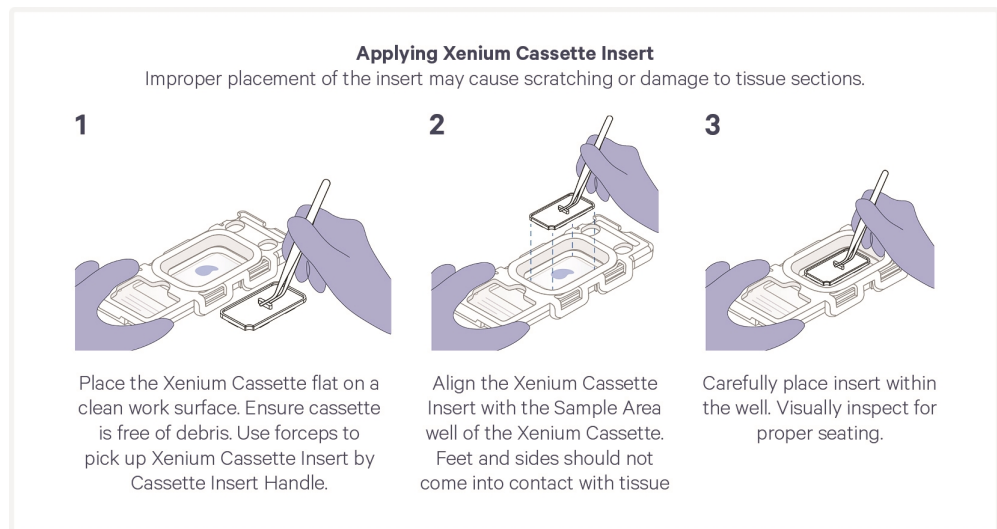 Applying Xenium Cassette Insert
Improper placement of the insert may cause scratching or damage to tissue sections.
1
Place the Xenium Cassette flat on a
clean work surface. Ensure cassette
is free of debris. Use forceps to
pick up Xenium Cassette Insert by
Cassette Insert Handle.
2
Align the Xenium Cassette
Insert with the Sample Area
well of the Xenium Cassette.
Feet and sides should not
come into contact with tissue
3
Carefully place insert within
the well. Visually inspect for
proper seating.